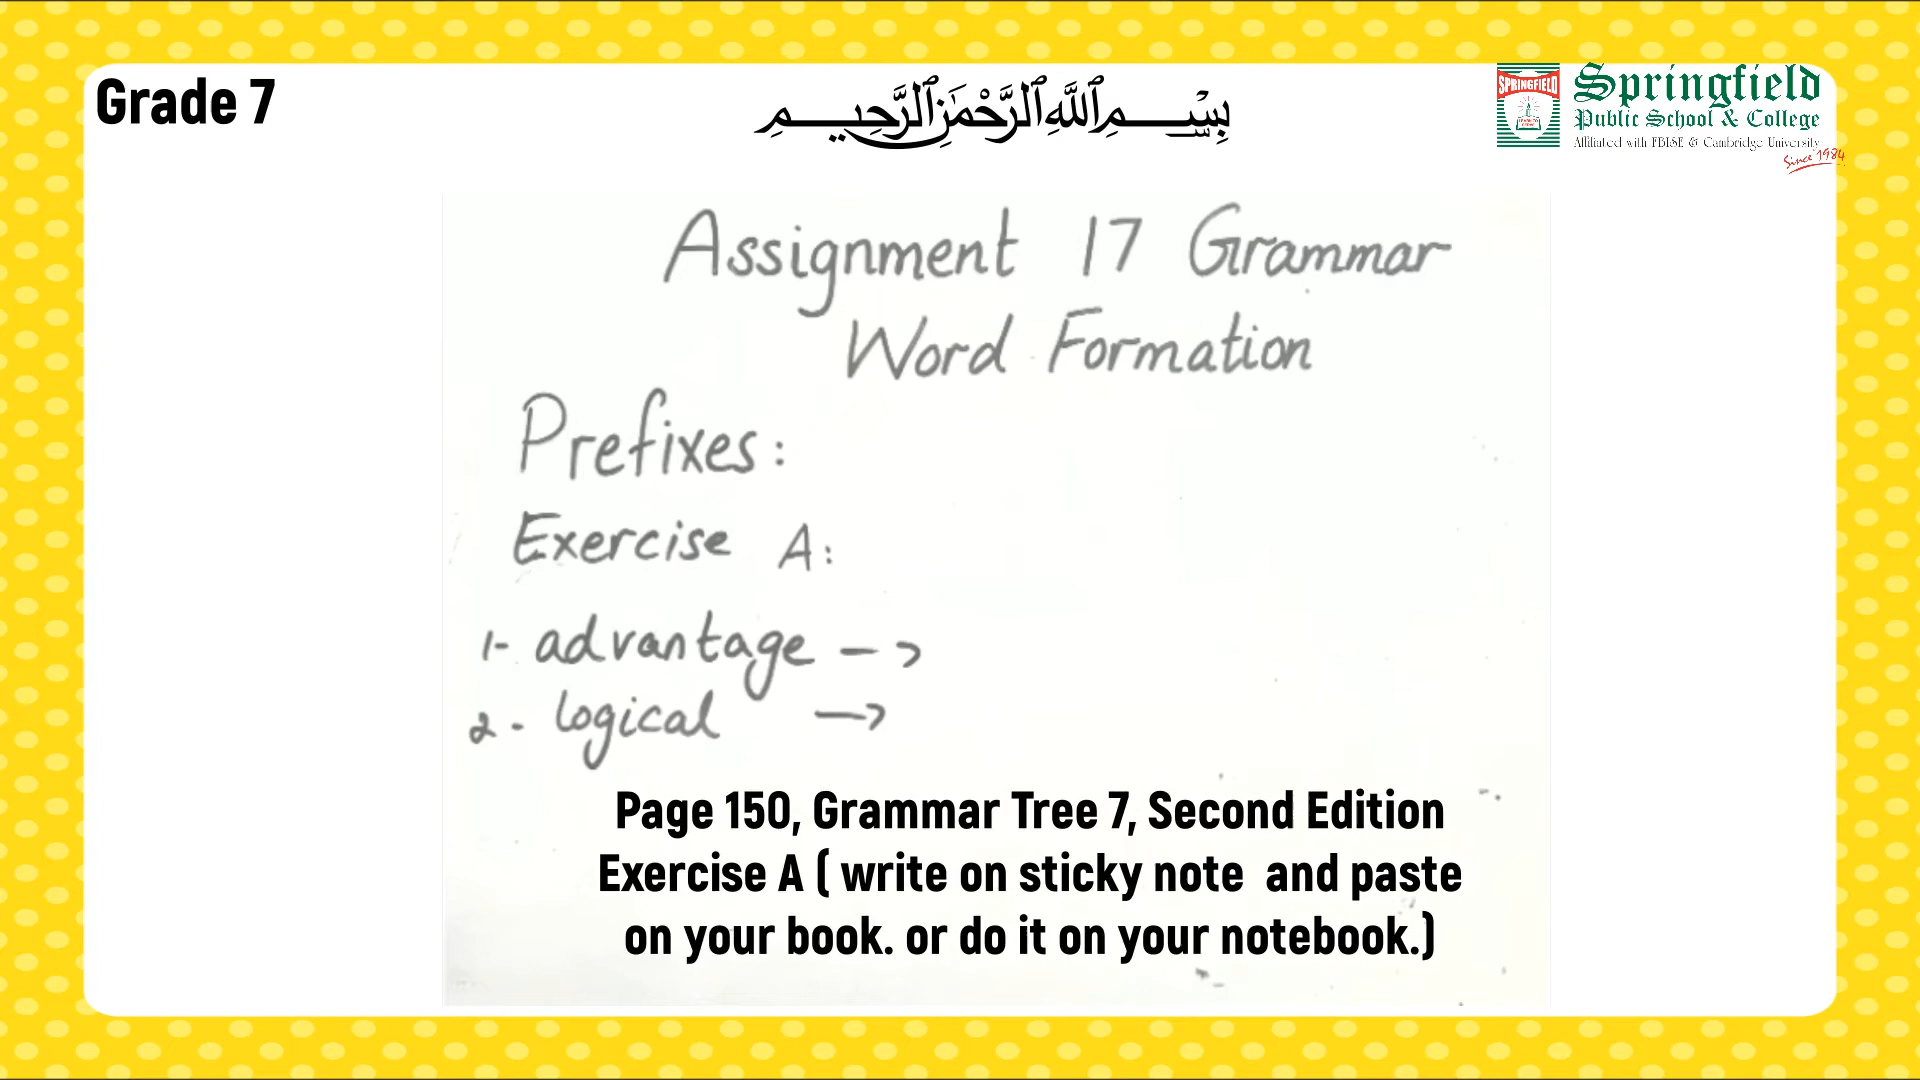 Grade 7
بِسْمِ ٱللَّهِ ٱلرَّحْمَٰنِ ٱلرَّحِيمِ
SPRINGFIELD
Springfield
Public School & College
Affiliated with FBISE & Cambridge University
Since 1984
Assignment 17 Grammar
Word Formation
Prefixes:
Exercise A:
1- advantage - ->
2- logical ->
Page 150, Grammar Tree 7, Second Edition
Exercise A ( write on sticky note and paste
on your book. or do it on your notebook.)